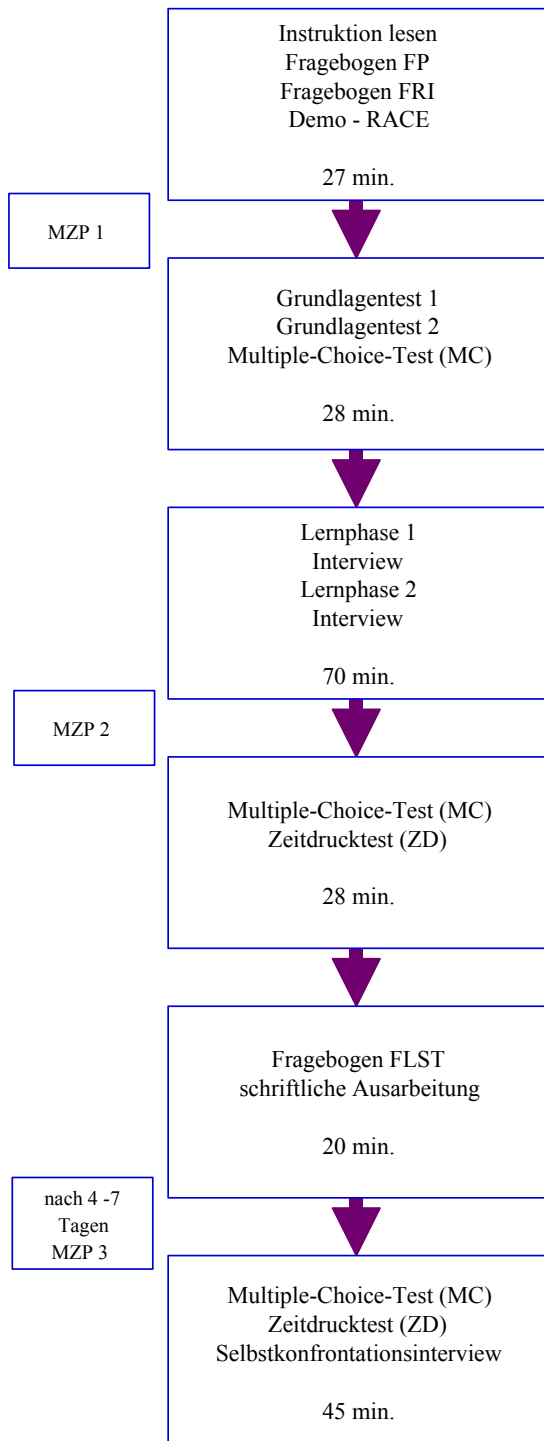 Instruktion lesen
Fragebogen FP
Fragebogen FRI
Demo - RACE
27 min.
MZP 1
Grundlagentest 1
Grundlagentest 2
Multiple-Choice-Test (MC)
28 min.
Lernphase 1
Interview
Lernphase 2
Interview
70 min.
MZP 2
Multiple-Choice-Test (MC)
Zeitdrucktest (ZD)
28 min.
Fragebogen FLST
schriftliche Ausarbeitung
20 min.
nach 4 -7
Tagen
MZP 3
Multiple-Choice-Test (MC)
Zeitdrucktest (ZD)
Selbstkonfrontationsinterview
45 min.